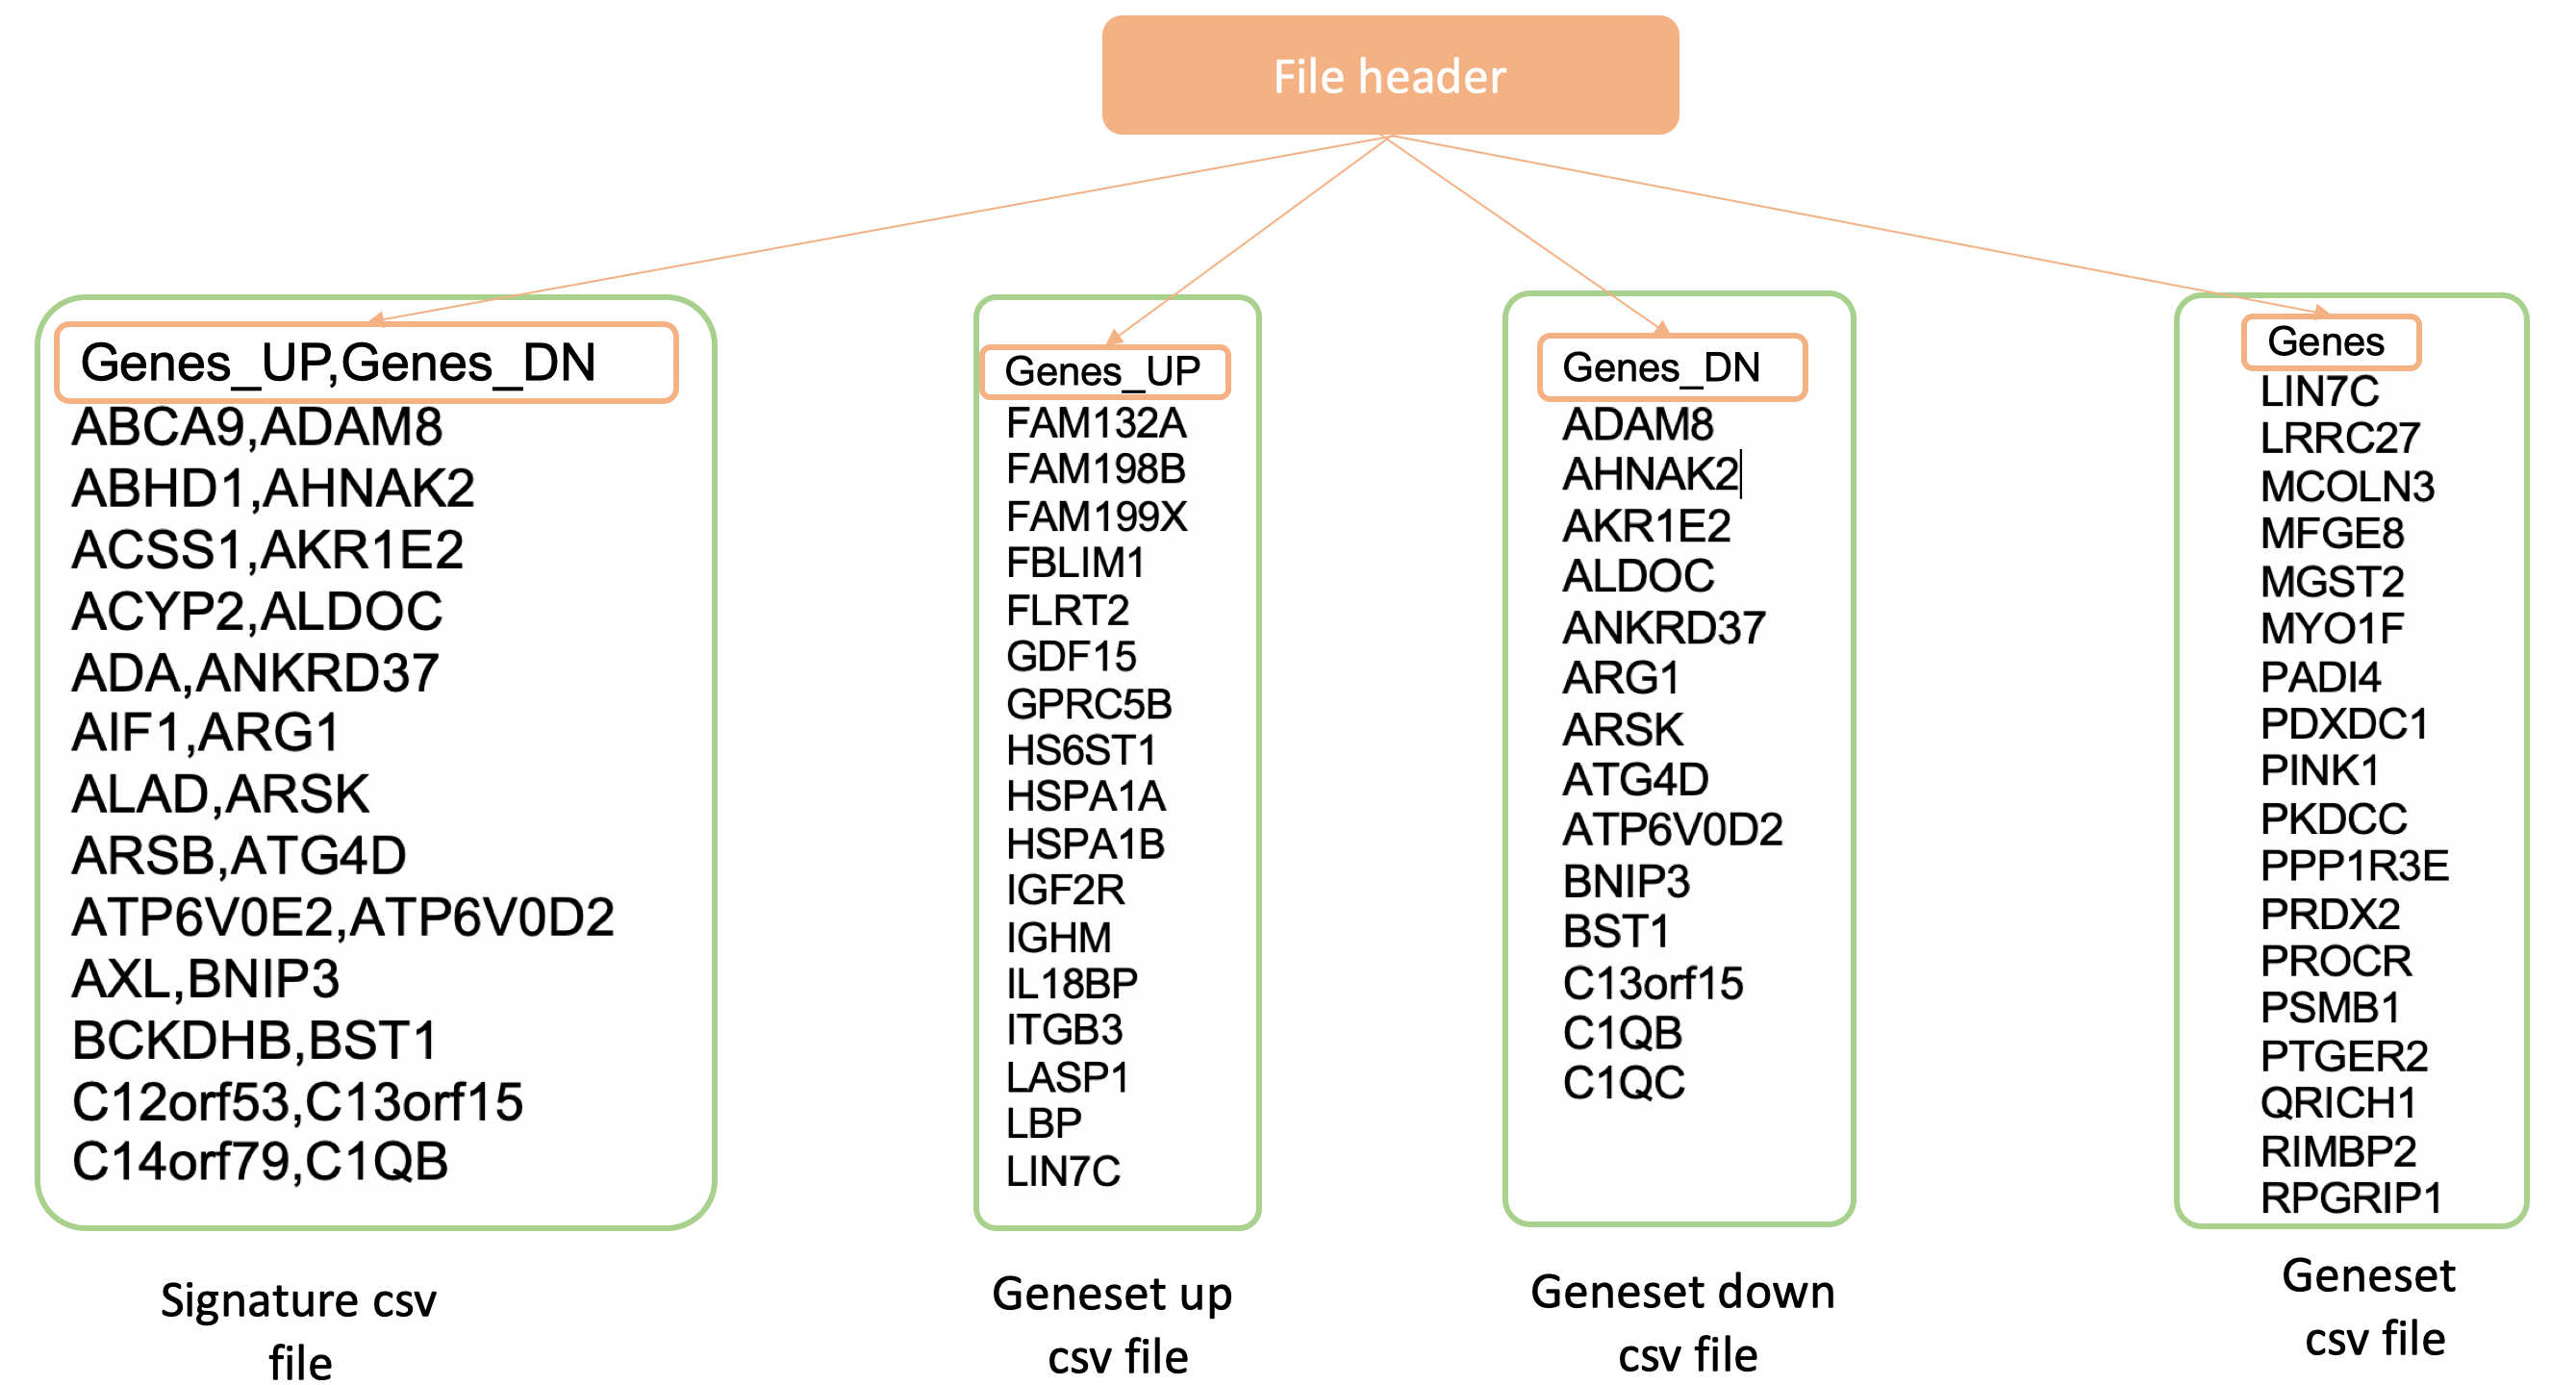 File header
Genes_UP,Genes_DN
ABCA9,ADAM8
ABHD1,AHNAK2
ACSS1,AKR1E2
ACYP2,ALDOC
ADA,ANKRD37
AIF1,ARG1
ALAD,ARSK
ARSB,ATG4D
ATP6V0E2,ATP6V0D2
AXL,BNIP3
BCKDHB,BST1
C12orf53,C13orf15
C14orf79,C1QB
Signature csv
file
Genes_UP
FAM132A
FAM198B
FAM199X
FBLIM1
FLRT2
GDF15
GPRC5B
HS6ST1
HSPA1A
HSPA1B
IGF2R
IGHM
IL18BP
ITGB3
LASP1
LBP
LIN7C
Geneset up
csv file
Genes_DN
ADAM8
AHNAK2
AKR1E2
ALDOC
ANKRD37
ARG1
ARSK
ATG4D
ATP6V0D2
BNIP3
BST1
C13orf15
C1QB
C1QC
Geneset down
csv file
Genes
LIN7C
LRRC27
MCOLN3
MFGE8
MGST2
MYO1F
PADI4
PDXDC1
PINK1
PKDCC
PPP1R3E
PRDX2
PROCR
PSMB1
PTGER2
QRICH1
RIMBP2
RPGRIP1
Geneset
csv file